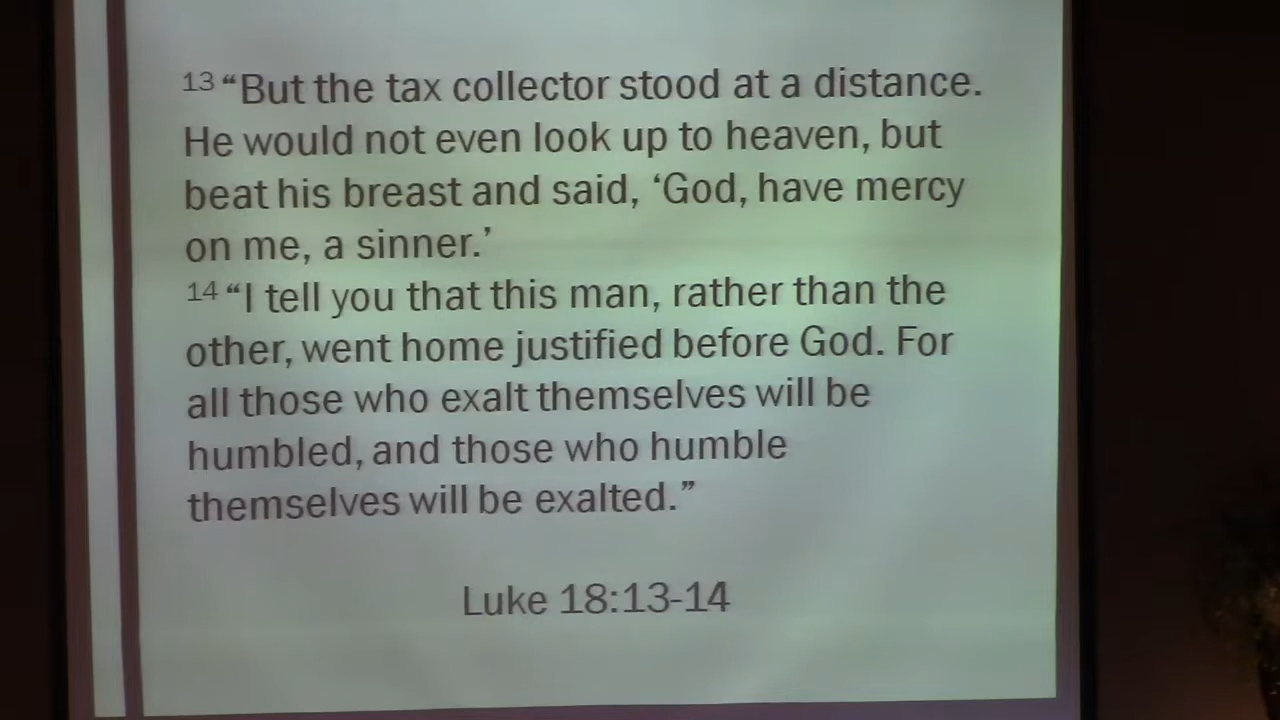 13 “But the tax collector stood at a distance.
He would not even look up to heaven, but
beat his breast and said, ‘God, have mercy
on me, a sinner.’
14 “I tell you that this man, rather than the
other, went home justified before God. For
all those who exalt themselves will be
humbled, and those who humble
themselves will be exalted.”
Luke 18:13-14